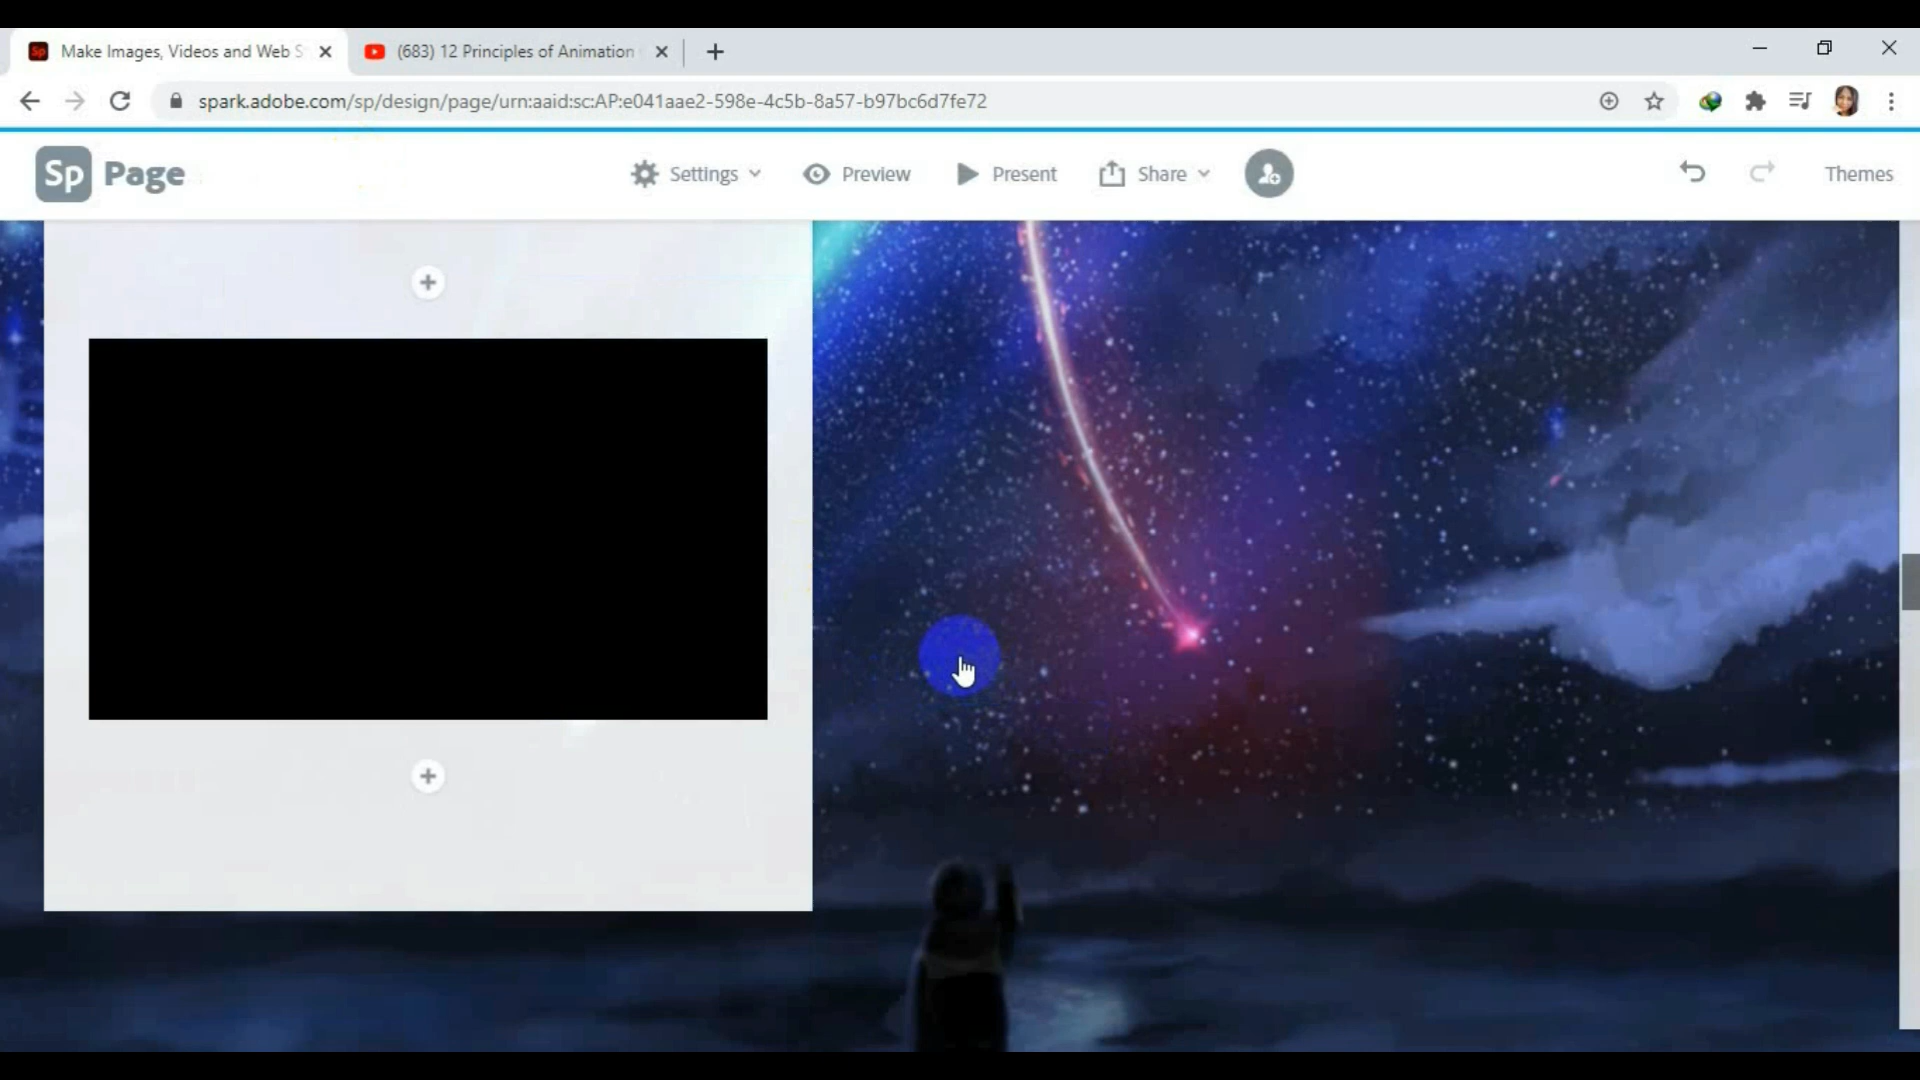 Make Images, Videos and Web S
(683) 12 Principles of Animation
spark.adobe.com/sp/design/page/urn:aaid:sc:AP:e041aae2-598e-4c5b-8a57-b97bc6d7fe72
Sp Page
Settings
Preview
Present
Share
Themes